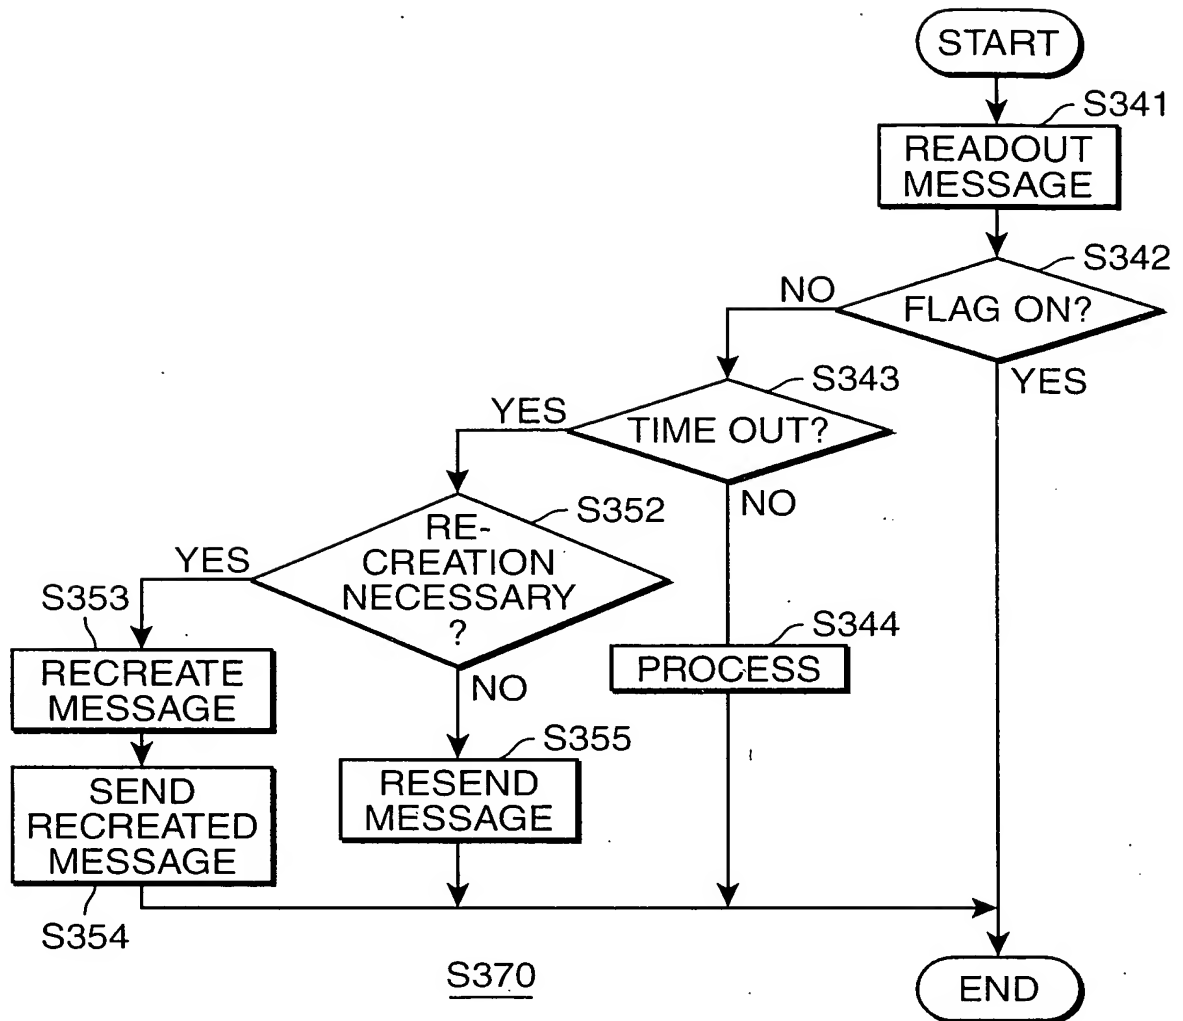 START
S341
READOUT
MESSAGE
S342
FLAG ON?
NO
YES
S343
TIME OUT?
YES
NO
S352
RE-
CREATION
NECESSARY
?
YES
NO
S353
RECREATE
MESSAGE
S344
PROCESS
S355
RESEND
MESSAGE
SEND
RECREATED
MESSAGE
S354
S370
END